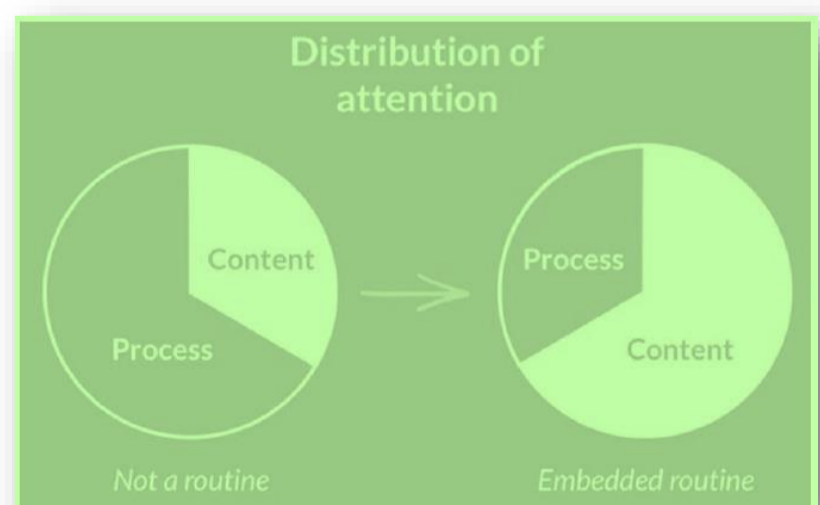 Distribution of
attention
Content
Process
Process
Content
Not a routine
Embedded routine